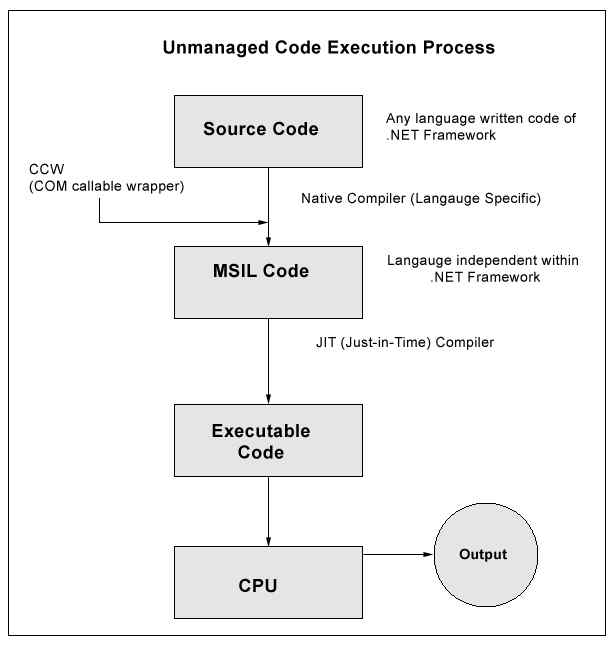 Unmanaged Code Execution Process
Source Code
Any language written code of
.NET Framework
CCW
(COM callable wrapper)
Native Compiler (Langauge Specific)
MSIL Code
Langauge independent within
.NET Framework
JIT (Just-in-Time) Compiler
Executable
Code
CPU
Output